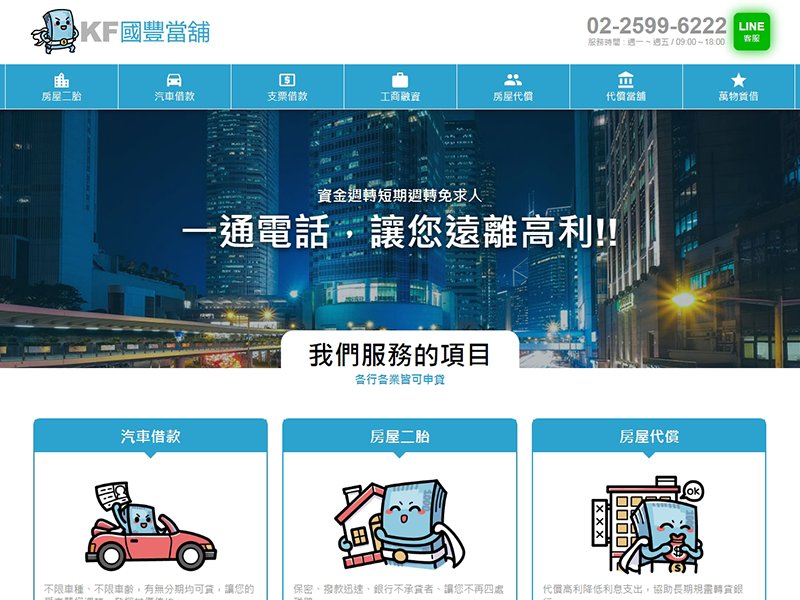 KF國豐當舖
02-2599-6222
服務時間 : 週一 ~ 週五 / 09:00 ~ 18:00
LINE
客服
房屋二胎
汽車借款
支票借款
工商融資
房屋代償
代償當舖
萬物質借
資金週轉短期週轉免求人
一通電話，讓您遠離高利!!
我們服務的項目
各行各業皆可申貸
汽車借款
房屋二胎
房屋代償
OK
不限車種、不限車齡，有無分期均可貸，讓您的
保密、撥款迅速、銀行不承貸者、讓您不再四處
代償高利降低利息支出，協助長期規畫轉貸銀